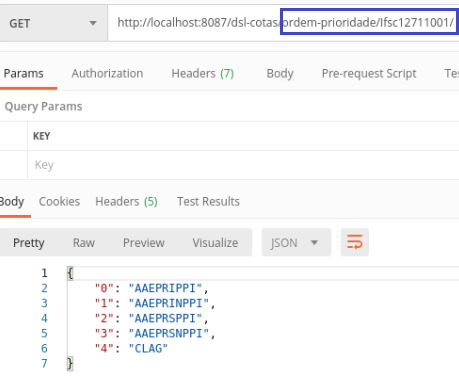 GET http://localhost:8087/dsl-cotas/ordem-prioridade/Ifsc12711001/
Params Authorization Headers (7) Body Pre-request Script Tes
Query Params
KEY
Key
Body Cookies Headers (5) Test Results
Pretty Raw Preview Visualize JSON
1 {
2 "0": "AAEPRIPPI",
3 "1": "AAEPRINPPI",
4 "2": "AAEPRSPPI",
5 "3": "AAEPRSNPPI",
6 "4": "CLAG"
7 }